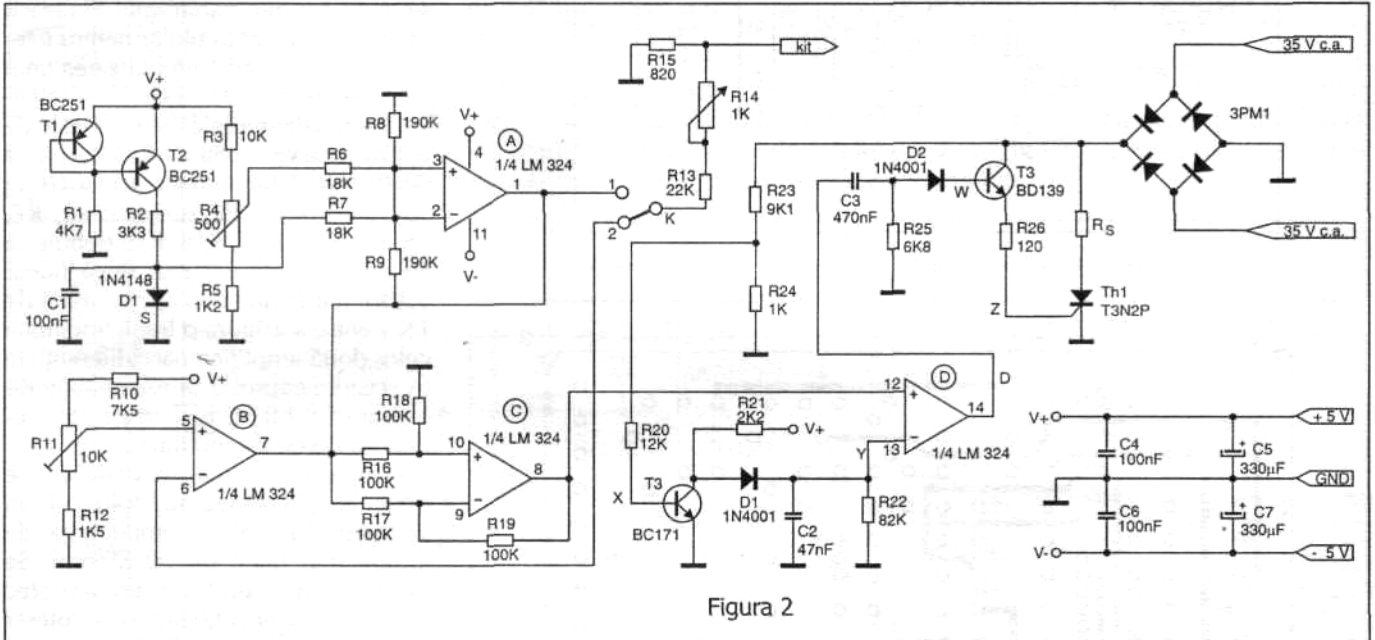 BC251
T1
V+
T2
BC251
R1
4K7
R2
3K3
R3
10K
R4
500
R5
1K2
1N4148
D1
S
C1
100nF
R6
18K
R7
18K
R8
190K
R9
190K
V+
4
A
1/4 LM 324
3
+
2
−
1
11
V-
1
2
K
R15
820
kit
R14
1K
R13
22K
R23
9K1
R24
1K
C3
470nF
R25
6K8
D2
1N4001
W
T3
BD139
R26
120
Z
RS
Th1
T3N2P
35 V c.a.
3PM1
35 V c.a.
R10
7K5
V+
R11
10K
R12
1K5
B
5
+
6
−
7
1/4 LM 324
R16
100K
R17
100K
R18
100K
R19
100K
C
1/4 LM 324
10
+
9
−
8
R20
12K
X
T3
BC171
R21
2K2
V+
D1
1N4001
C2
47nF
Y
R22
82K
12
+
13
−
D
14
D
1/4 LM 324
V+
+ 5 V
C4
100nF
C5
330µF
+
GND
C6
100nF
C7
330µF
+
V-
- 5 V
Figura 2